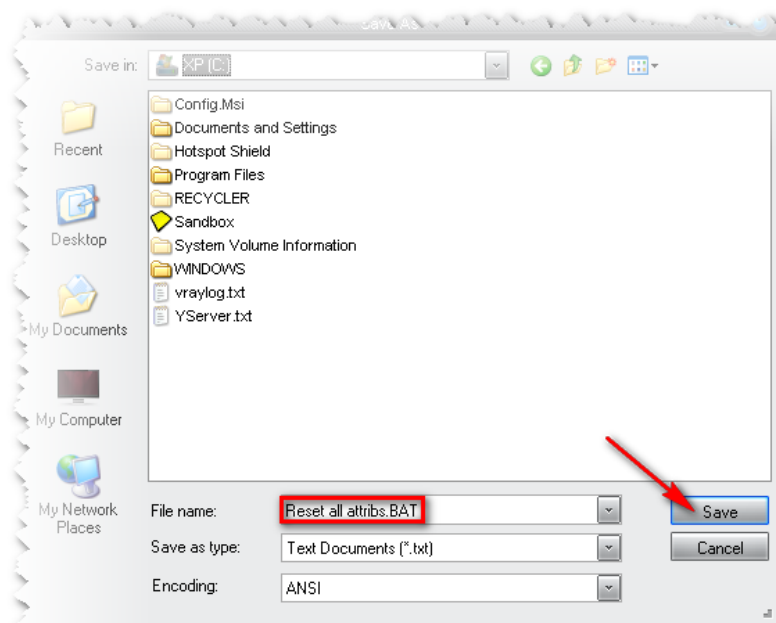 Save As
Save in:
XP (C:)
Config.Msi
Documents and Settings
Hotspot Shield
Program Files
RECYCLER
Sandbox
System Volume Information
WINDOWS
vraylog.txt
YServer.txt
Recent
Desktop
My Documents
My Computer
My Network
Places
File name:
Reset all attribs.BAT
Save
Save as type:
Text Documents (*.txt)
Cancel
Encoding:
ANSI